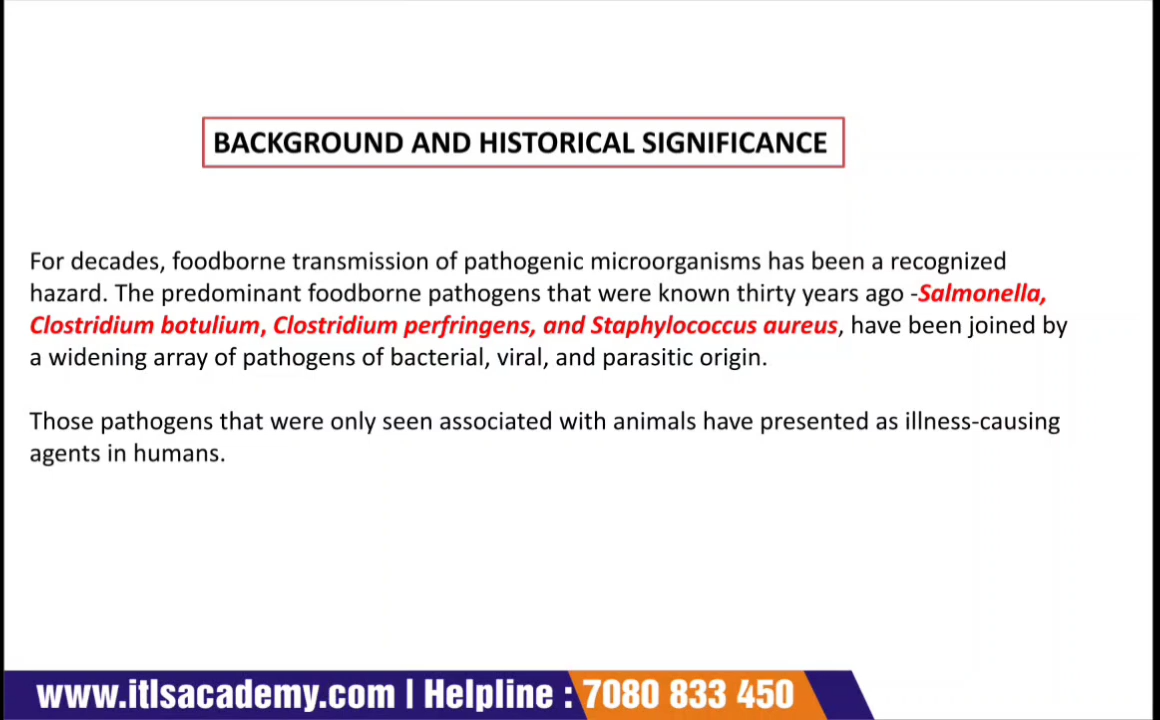 BACKGROUND AND HISTORICAL SIGNIFICANCE
For decades, foodborne transmission of pathogenic microorganisms has been a recognized
hazard. The predominant foodborne pathogens that were known thirty years ago -Salmonella,
Clostridium botulium, Clostridium perfringens, and Staphylococcus aureus, have been joined by
a widening array of pathogens of bacterial, viral, and parasitic origin.
Those pathogens that were only seen associated with animals have presented as illness-causing
agents in humans.
www.itlsacademy.com | Helpline : 7080 833 450